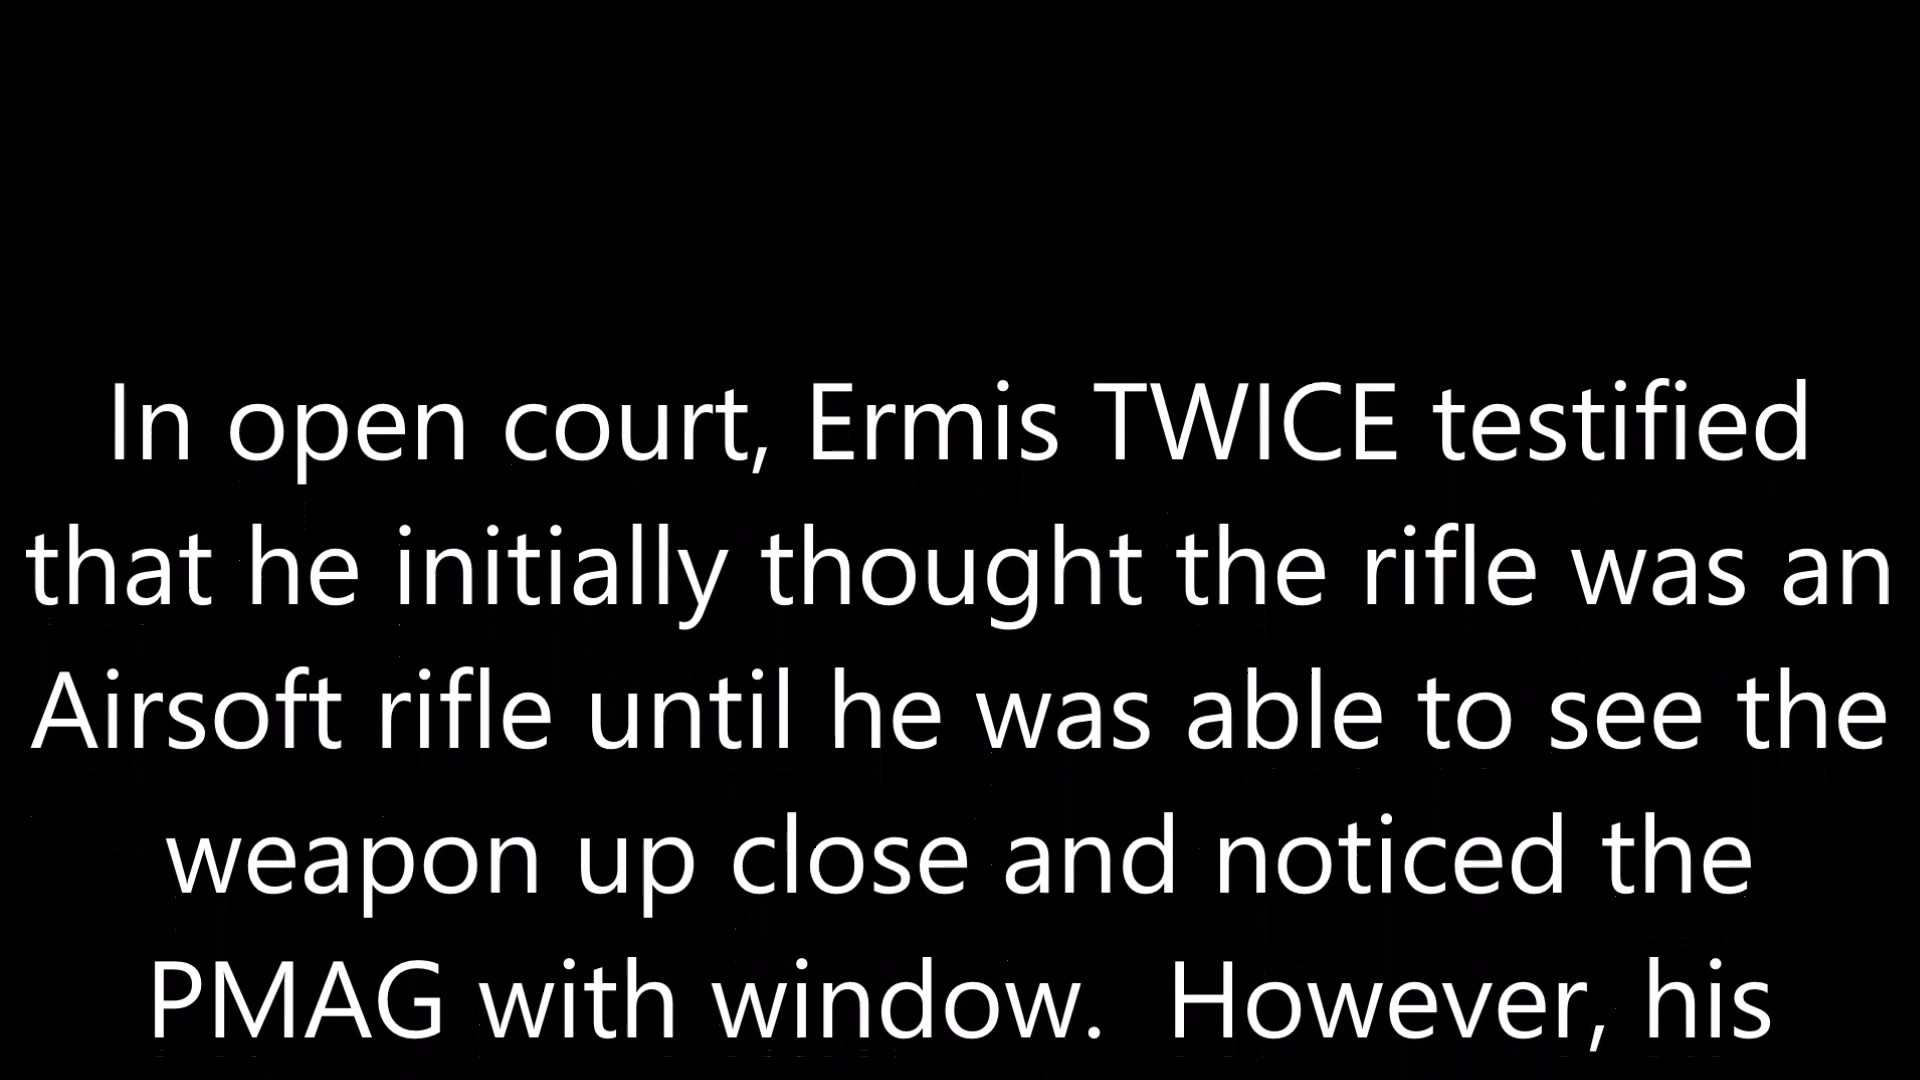 In open court, Ermis TWICE testified
that he initially thought the rifle was an
Airsoft rifle until he was able to see the
weapon up close and noticed the
PMAG with window.  However, his